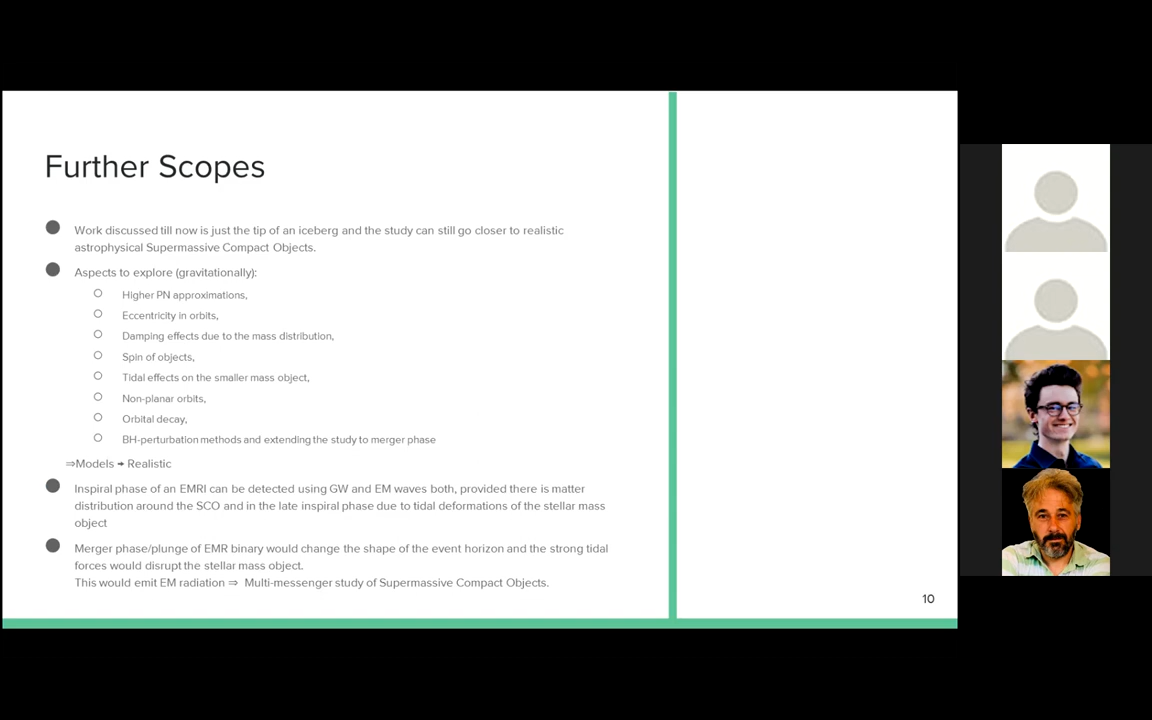 Further Scopes
● Work discussed till now is just the tip of an iceberg and the study can still go closer to realistic
astrophysical Supermassive Compact Objects.
● Aspects to explore (gravitationally):
○ Higher PN approximations,
○ Eccentricity in orbits,
○ Damping effects due to the mass distribution,
○ Spin of objects,
○ Tidal effects on the smaller mass object,
○ Non-planar orbits,
○ Orbital decay,
○ BH-perturbation methods and extending the study to merger phase
⇒Models → Realistic
● Inspiral phase of an EMRI can be detected using GW and EM waves both, provided there is matter
distribution around the SCO and in the late inspiral phase due to tidal deformations of the stellar mass
object
● Merger phase/plunge of EMR binary would change the shape of the event horizon and the strong tidal
forces would disrupt the stellar mass object.
This would emit EM radiation ⇒ Multi-messenger study of Supermassive Compact Objects.
10